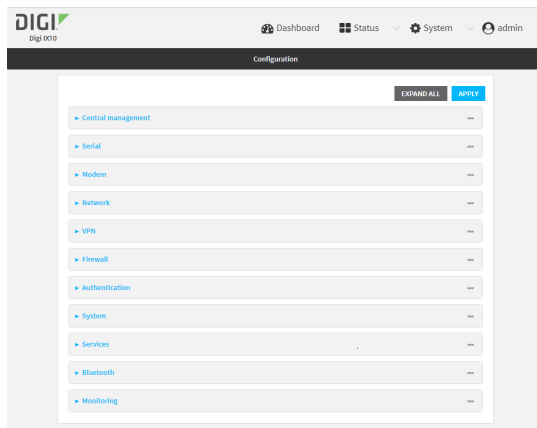 DIGI
Digi IX10
Dashboard
Status
System
admin
Configuration
EXPAND ALL
APPLY
Central management
Serial
Modem
Network
VPN
Firewall
Authentication
System
Services
Bluetooth
Monitoring